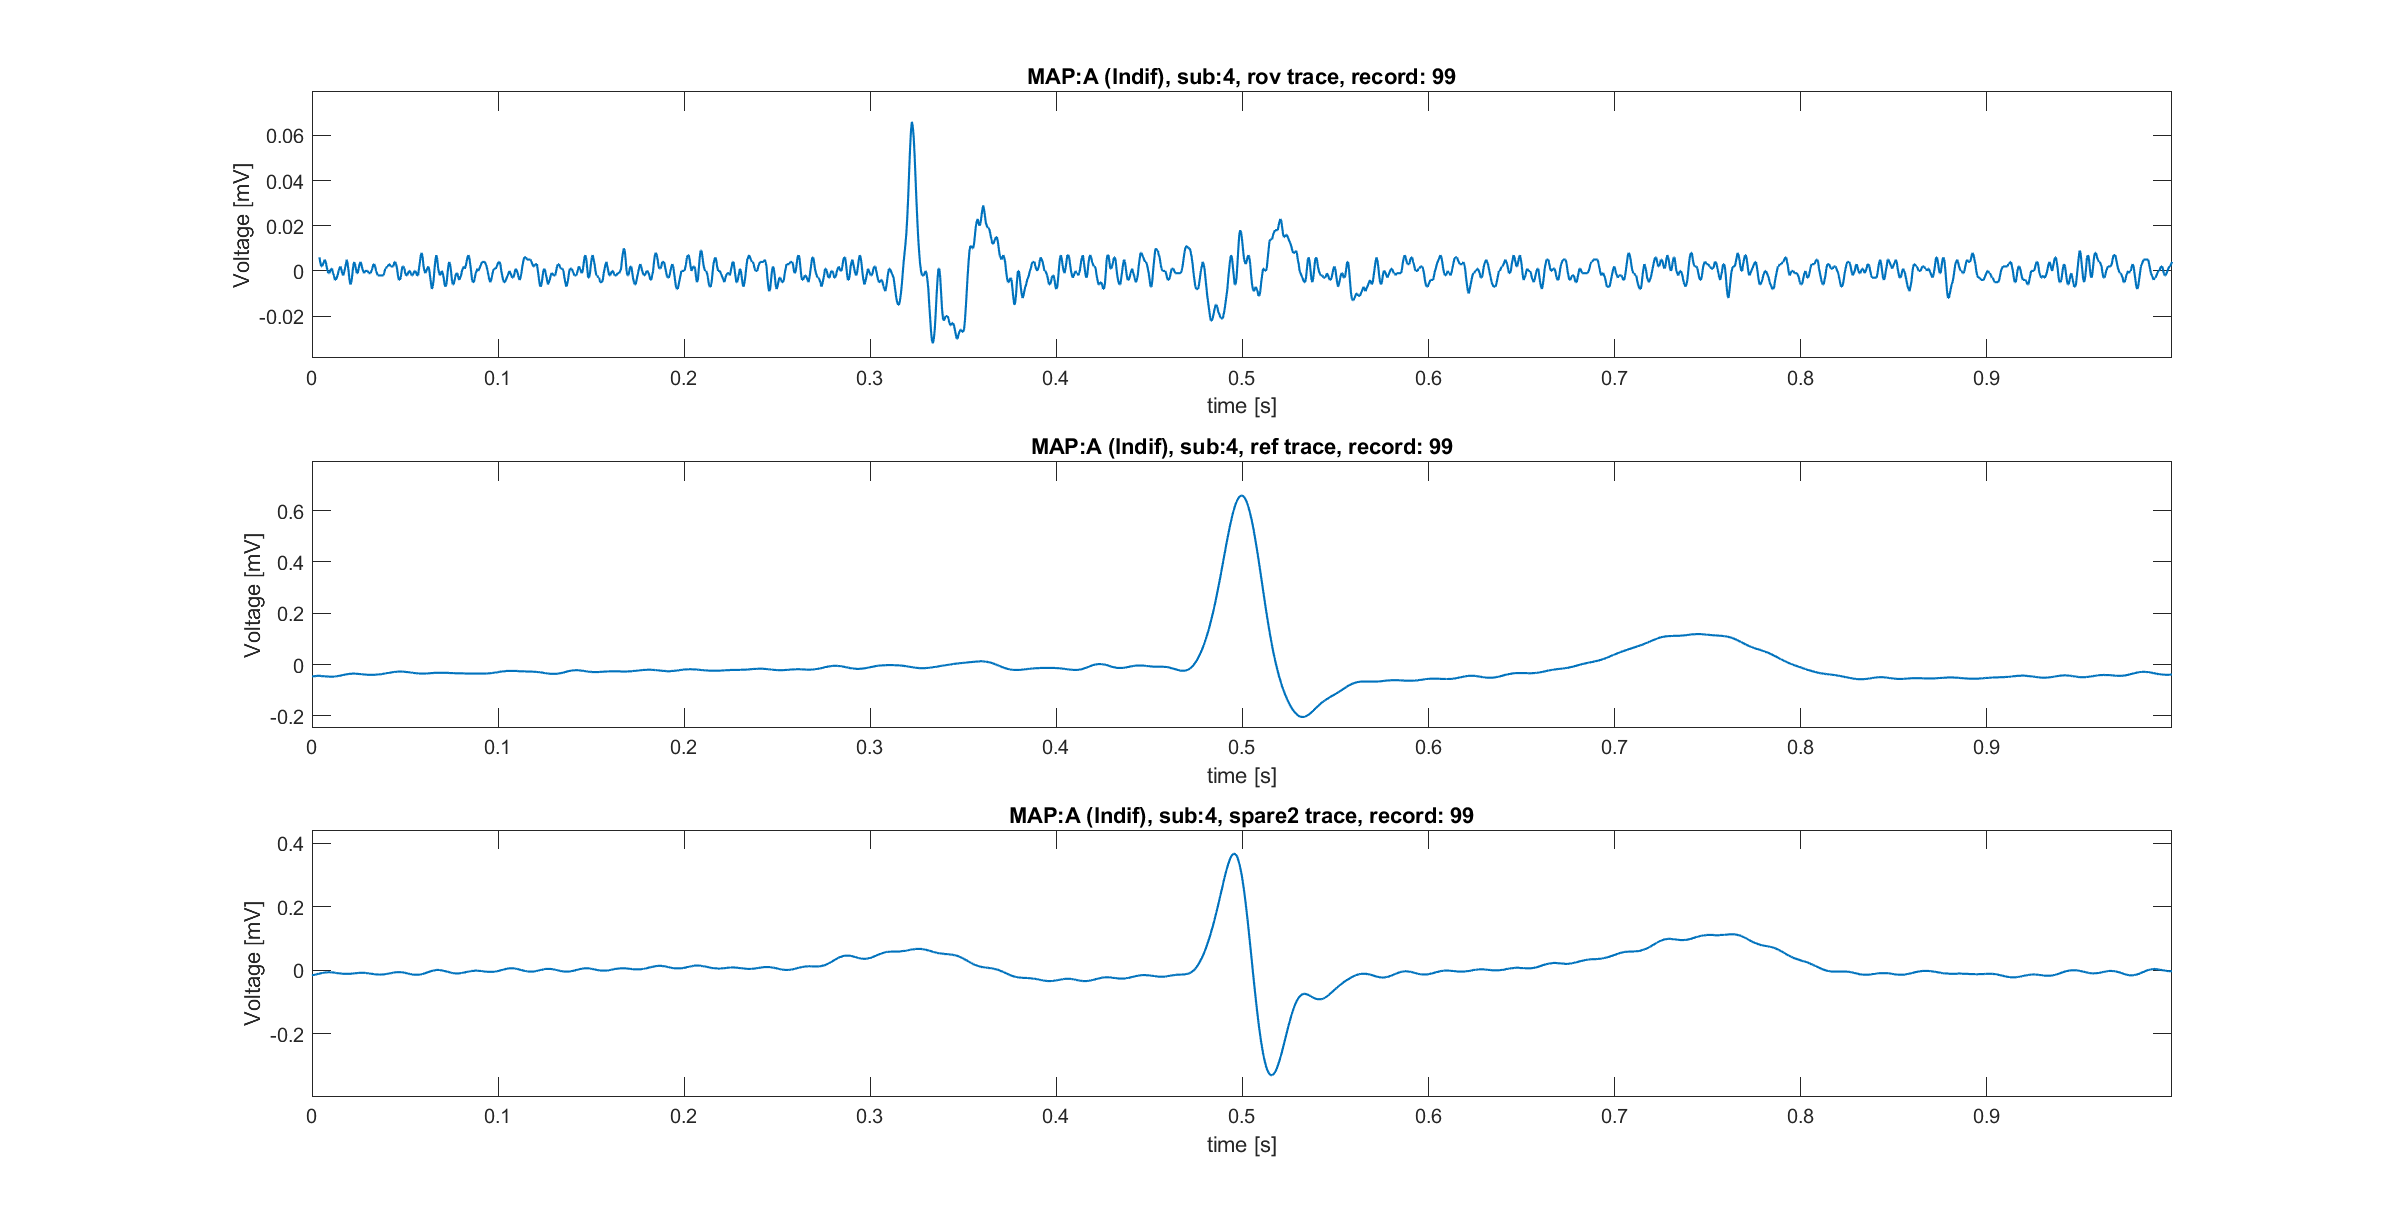 MAP:A (Indif), sub:4, rov trace, record: 99
Voltage [mV]
0.06
0.04
0.02
0
-0.02
0 0.1 0.2 0.3 0.4 0.5 0.6 0.7 0.8 0.9
time [s]
MAP:A (Indif), sub:4, ref trace, record: 99
Voltage [mV]
0.6
0.4
0.2
0
-0.2
0 0.1 0.2 0.3 0.4 0.5 0.6 0.7 0.8 0.9
time [s]
MAP:A (Indif), sub:4, spare2 trace, record: 99
Voltage [mV]
0.4
0.2
0
-0.2
0 0.1 0.2 0.3 0.4 0.5 0.6 0.7 0.8 0.9
time [s]